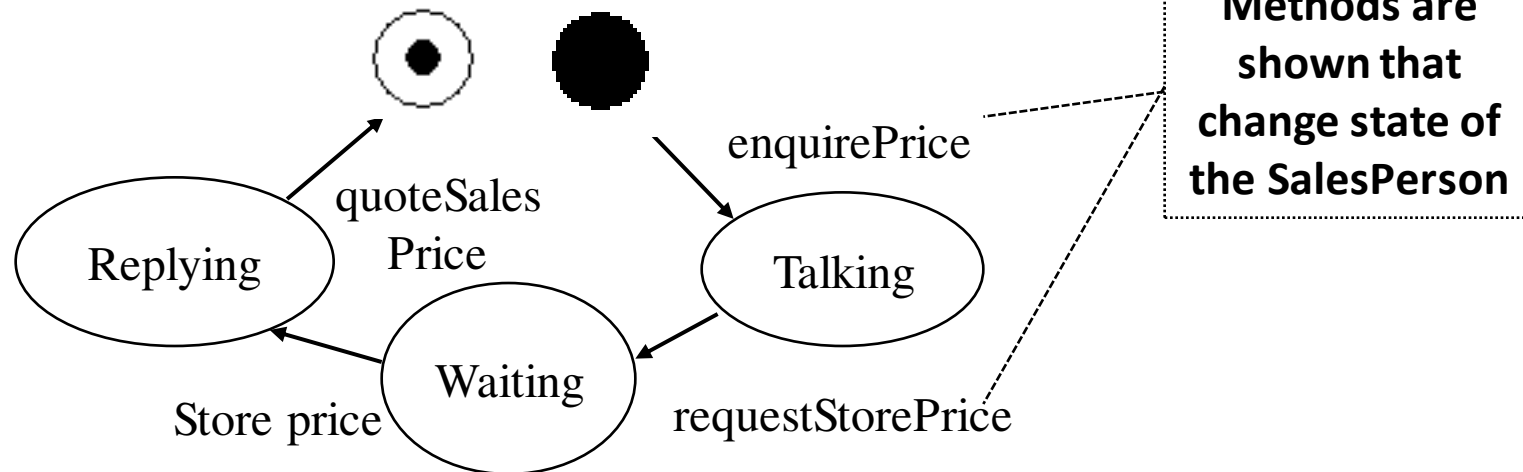 Methods are
shown that
change state of
the SalesPerson
enquirePrice
quoteSales
Price
Replying
Talking
Waiting
Store price
requestStorePrice